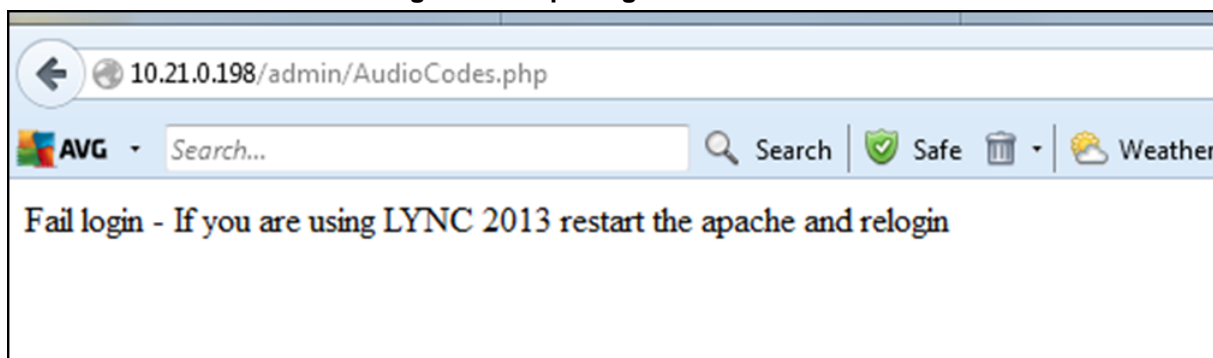 10.21.0.198/admin/AudioCodes.php
AVG Search... Search Safe Weather
Fail login - If you are using LYNC 2013 restart the apache and relogin